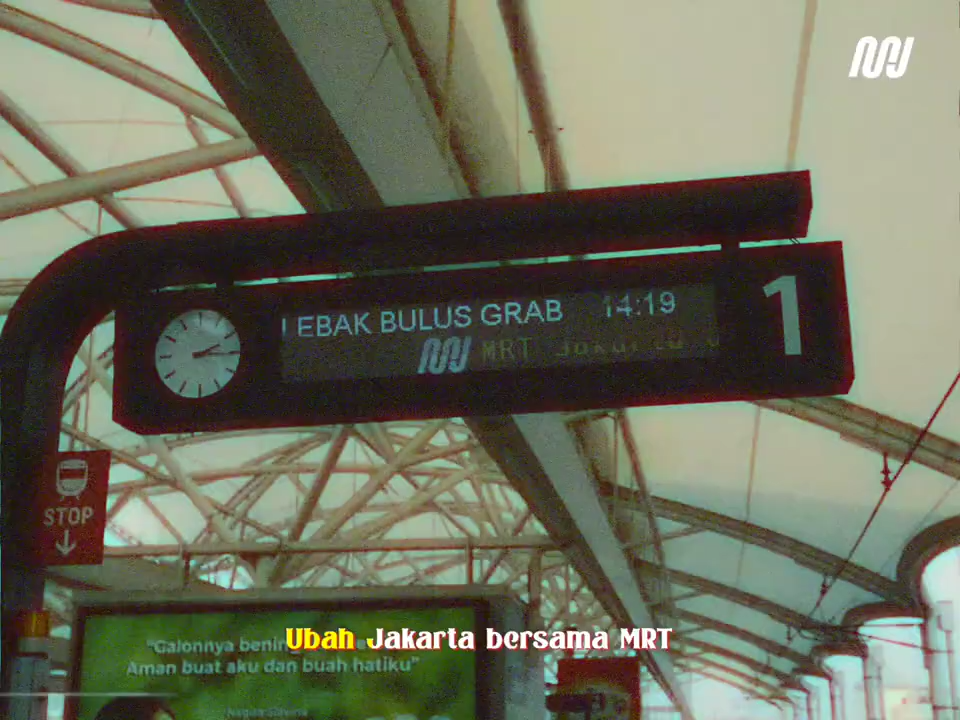 LEBAK BULUS GRAB 14:19
MRT Jakarta
1
STOP
"Galonnya
Aman buat aku dan buah hatiku"
Ubah Jakarta bersama MRT